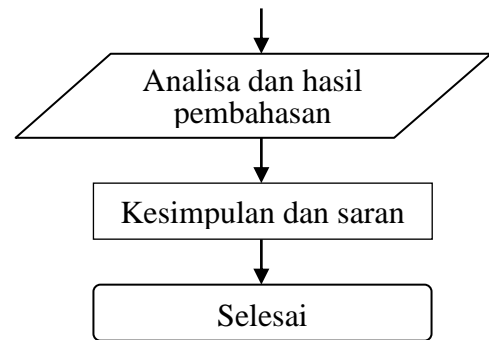 Analisa dan hasil
pembahasan
Kesimpulan dan saran
Selesai